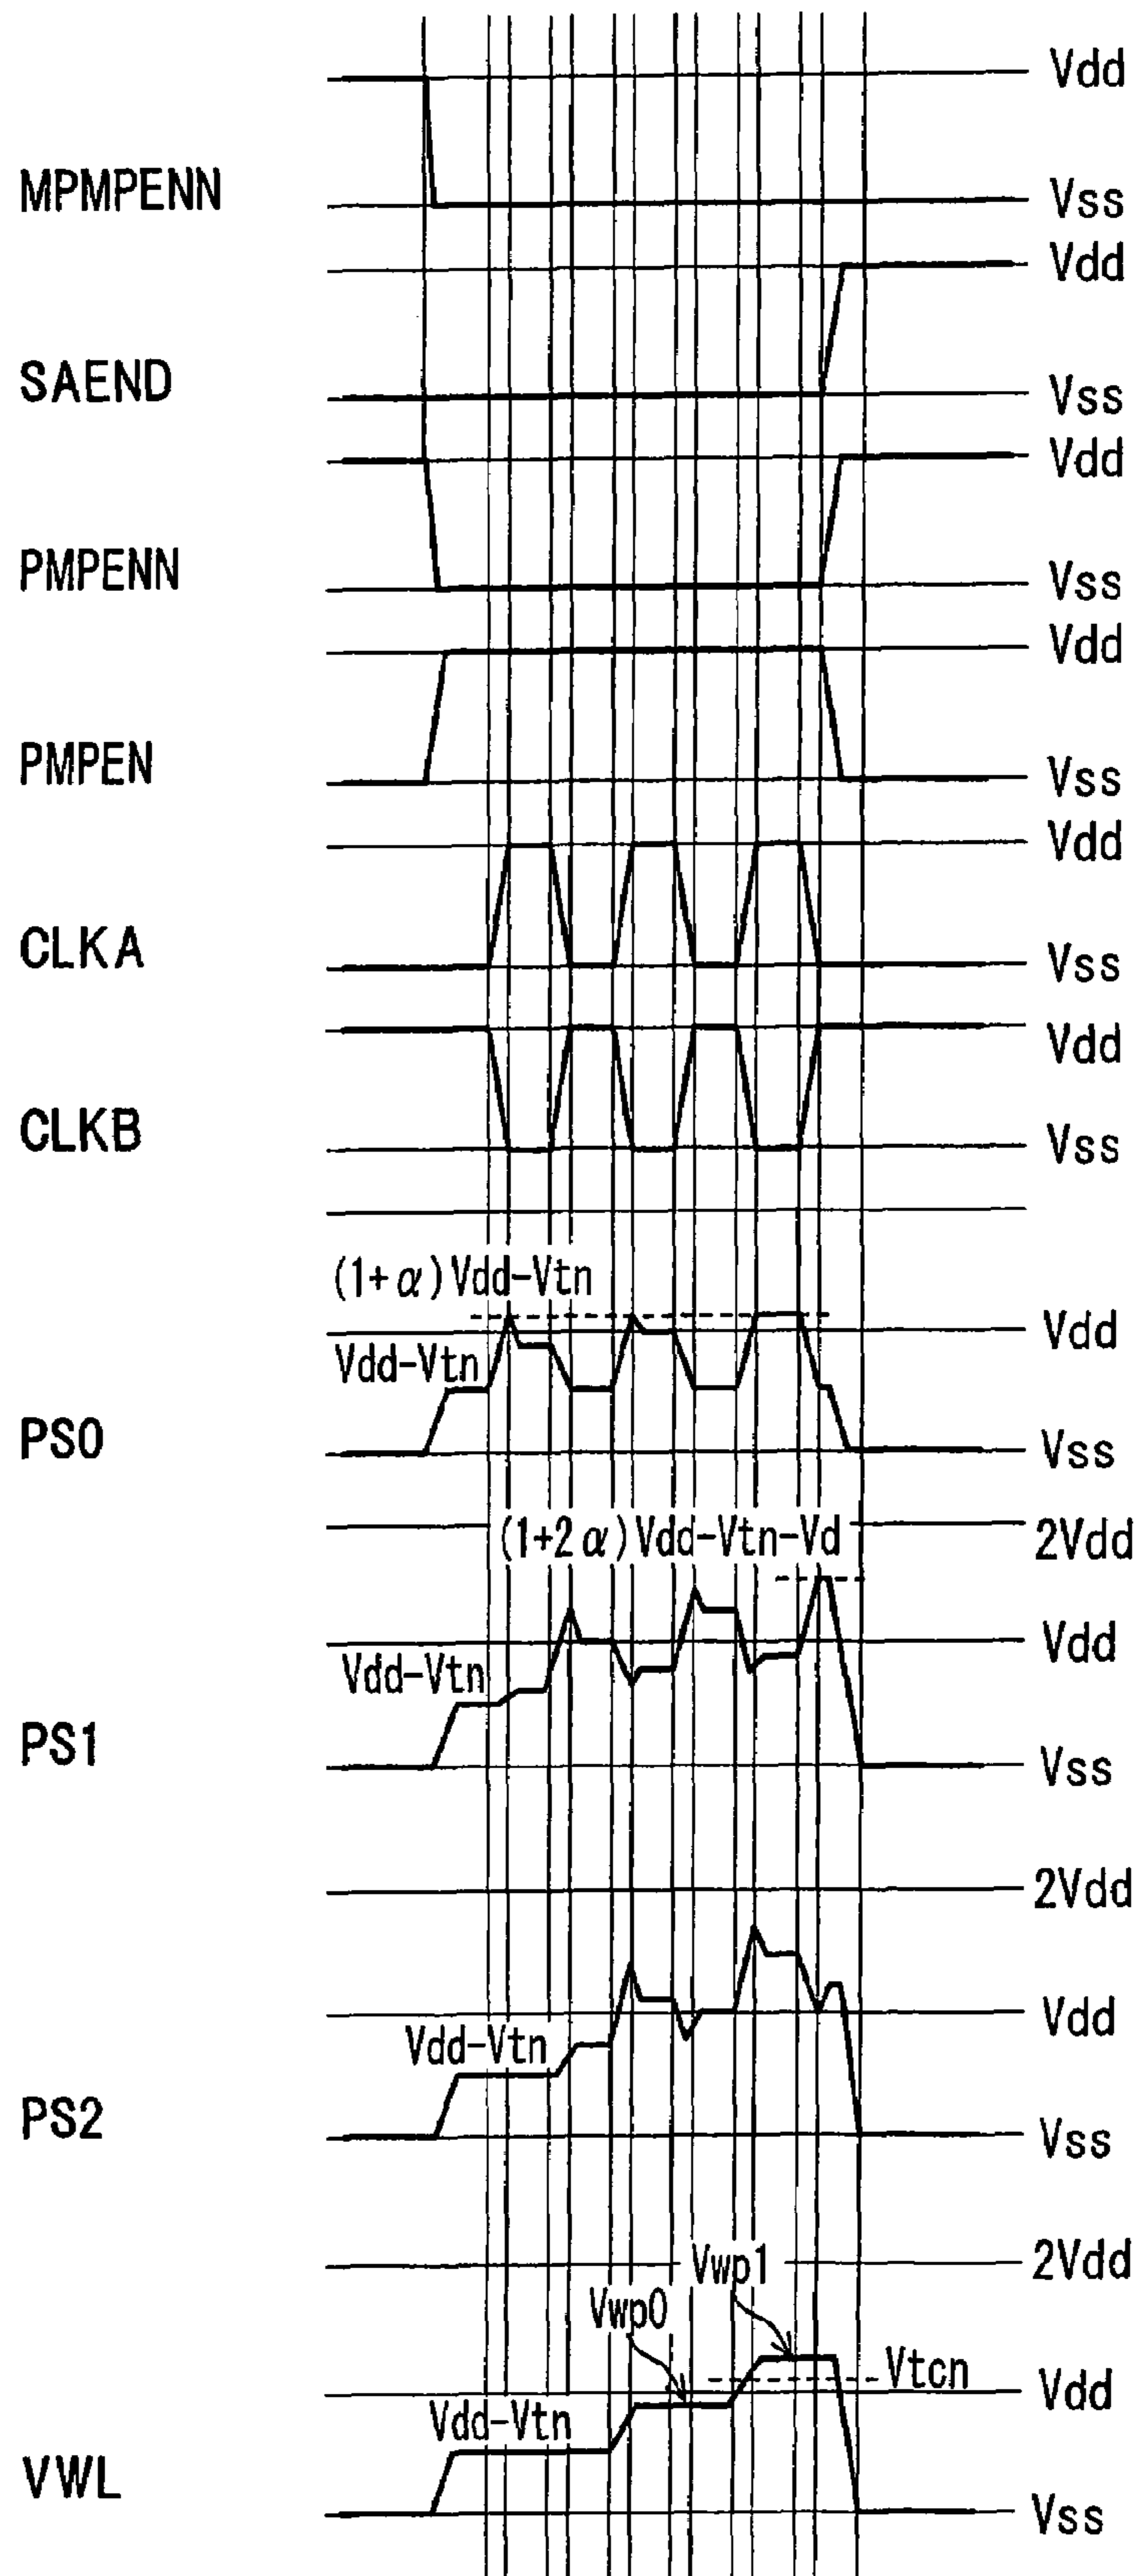 Vdd
MPMPENN
Vss
Vdd
SAEND
Vss
Vdd
PMPENN
Vss
Vdd
PMPEN
Vss
Vdd
CLKA
Vss
Vdd
CLKB
Vss
(1+α)Vdd-Vtn
Vdd
Vdd-Vtn
PS0
Vss
(1+2α)Vdd-Vtn-Vd
2Vdd
Vdd
Vdd-Vtn
PS1
Vss
2Vdd
Vdd
Vdd-Vtn
PS2
Vss
2Vdd
Vwp1
Vwp0
Vtcn
Vdd
Vdd-Vtn
VWL
Vss